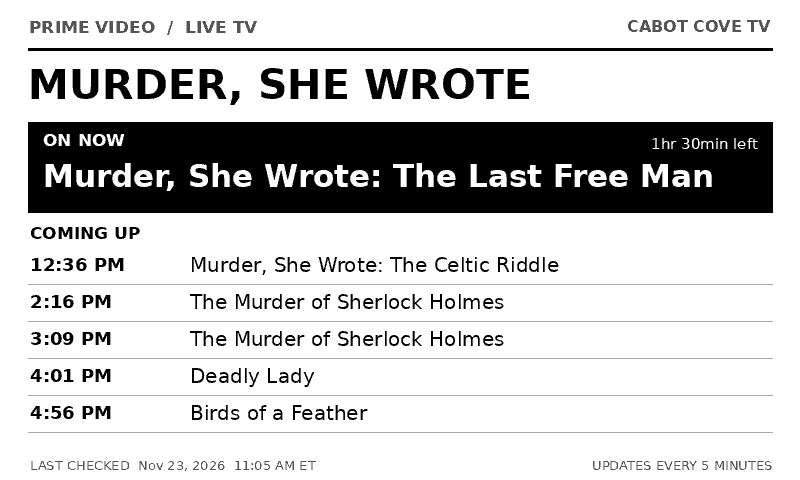 PRIME VIDEO / LIVE TV
CABOT COVE TV
MURDER, SHE WROTE
ON NOW
1hr 30min left
Murder, She Wrote: The Last Free Man
COMING UP
12:36 PM Murder, She Wrote: The Celtic Riddle
2:16 PM The Murder of Sherlock Holmes
3:09 PM The Murder of Sherlock Holmes
4:01 PM Deadly Lady
4:56 PM Birds of a Feather
LAST CHECKED Nov 23, 2026 11:05 AM ET
UPDATES EVERY 5 MINUTES